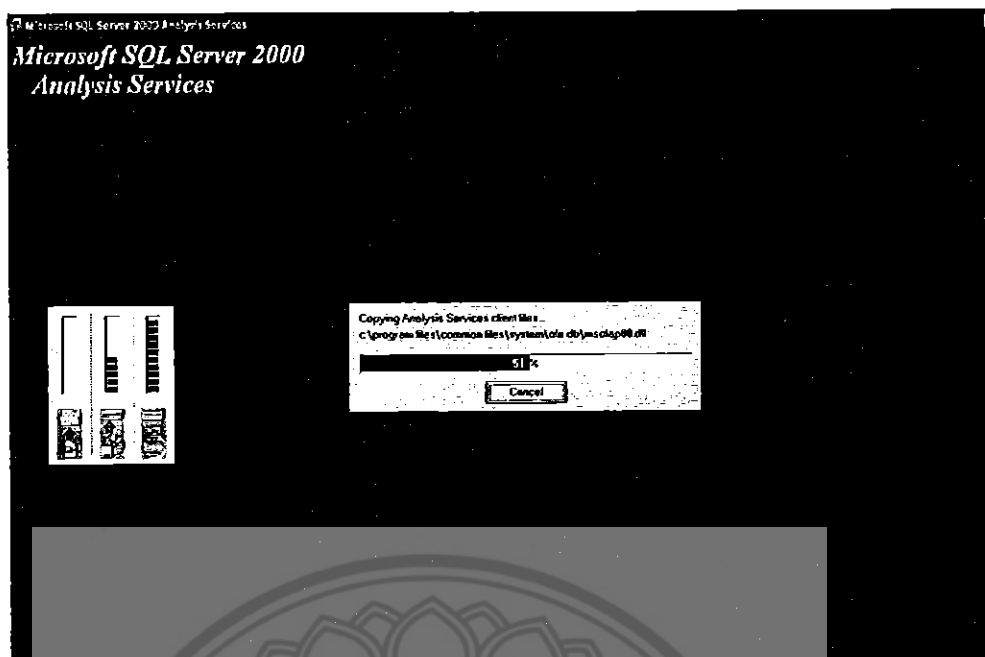 Microsoft SQL Server 2000 Analysis Services
Microsoft SQL Server 2000
Analysis Services
Copying Analysis Services client files...
c:\program files\common files\system\ole db\msolap80.dll
51 %
Cancel